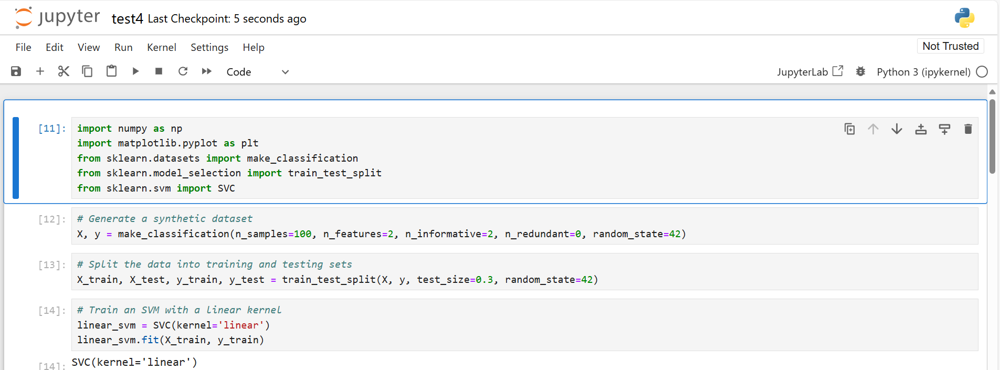 jupyter test4 Last Checkpoint: 5 seconds ago
File Edit View Run Kernel Settings Help Not Trusted
Code JupyterLab Python 3 (ipykernel)
[11]: import numpy as np
import matplotlib.pyplot as plt
from sklearn.datasets import make_classification
from sklearn.model_selection import train_test_split
from sklearn.svm import SVC
[12]: # Generate a synthetic dataset
X, y = make_classification(n_samples=100, n_features=2, n_informative=2, n_redundant=0, random_state=42)
[13]: # Split the data into training and testing sets
X_train, X_test, y_train, y_test = train_test_split(X, y, test_size=0.3, random_state=42)
[14]: # Train an SVM with a linear kernel
linear_svm = SVC(kernel='linear')
linear_svm.fit(X_train, y_train)
[14]: SVC(kernel='linear')